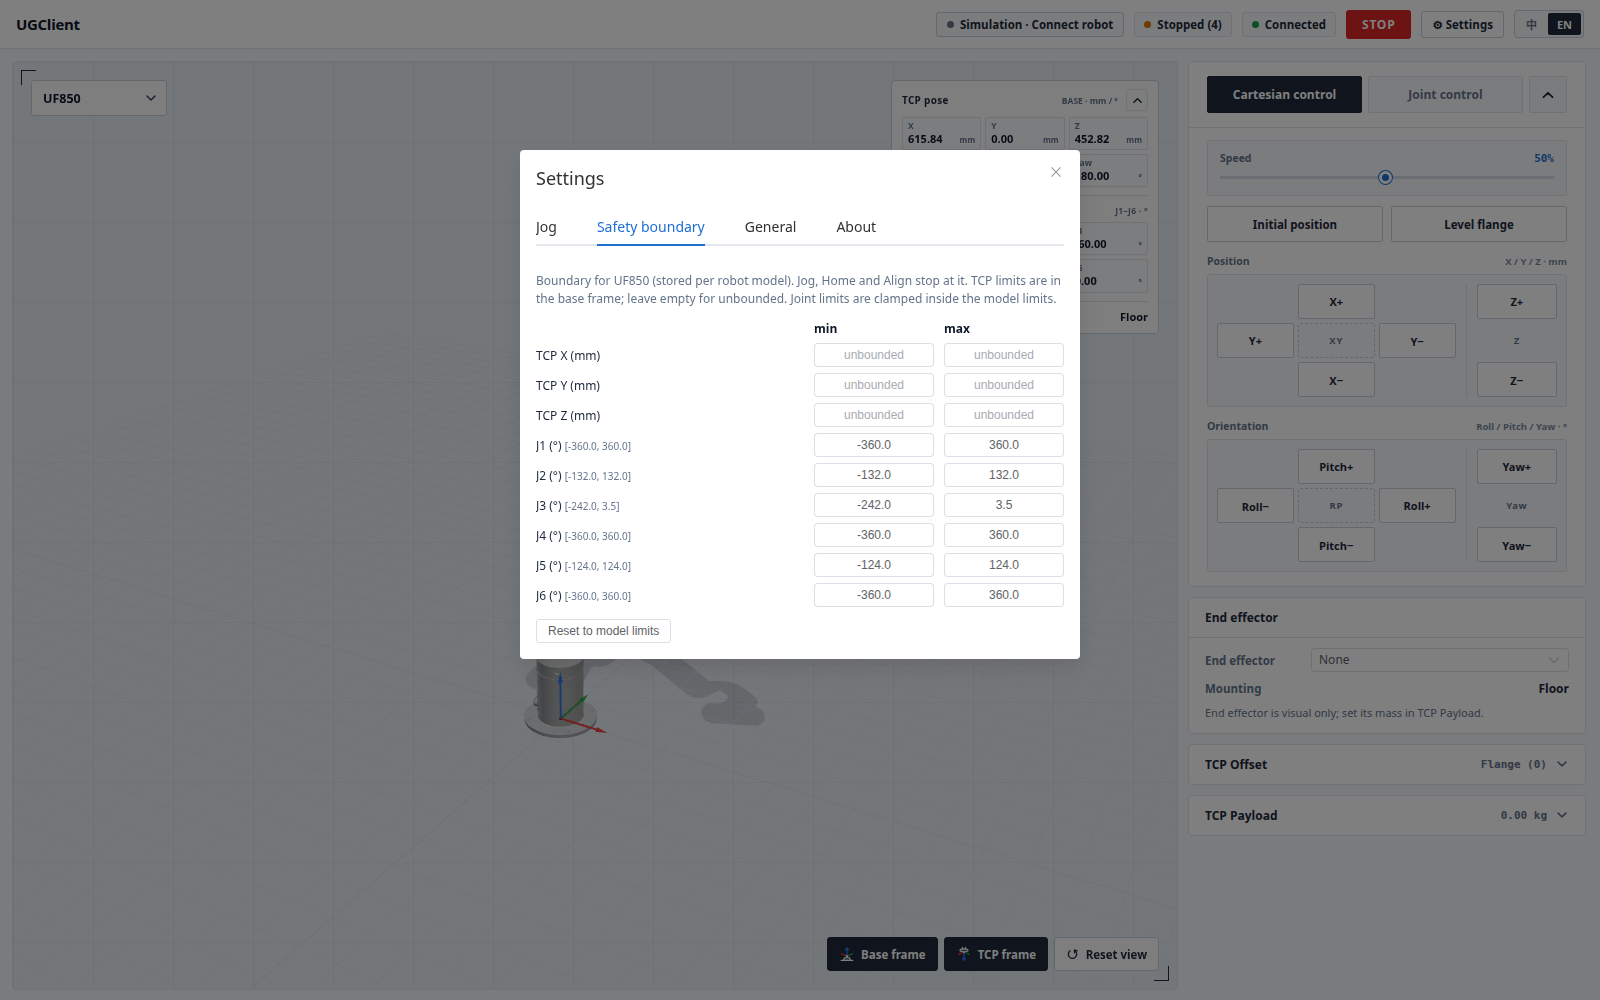 UGClient
Simulation · Connect robot
Stopped (4)
Connected
STOP
⚙ Settings
中
EN
UF850
TCP pose
BASE · mm / °
X
615.84 mm
Y
0.00 mm
Z
452.82 mm
aw
80.00 °
J1–J6 · °
60.00 °
.00 °
Floor
Settings
Jog
Safety boundary
General
About
Boundary for UF850 (stored per robot model). Jog, Home and Align stop at it. TCP limits are in
the base frame; leave empty for unbounded. Joint limits are clamped inside the model limits.
min max
TCP X (mm) unbounded unbounded
TCP Y (mm) unbounded unbounded
TCP Z (mm) unbounded unbounded
J1 (°) [-360.0, 360.0] -360.0 360.0
J2 (°) [-132.0, 132.0] -132.0 132.0
J3 (°) [-242.0, 3.5] -242.0 3.5
J4 (°) [-360.0, 360.0] -360.0 360.0
J5 (°) [-124.0, 124.0] -124.0 124.0
J6 (°) [-360.0, 360.0] -360.0 360.0
Reset to model limits
Base frame
TCP frame
Reset view
Cartesian control
Joint control
Speed 50%
Initial position
Level flange
Position X / Y / Z · mm
X+
Z+
Y+
XY
Y−
Z
X−
Z−
Orientation Roll / Pitch / Yaw · °
Pitch+
Yaw+
Roll−
RP
Roll+
Yaw
Pitch−
Yaw−
End effector
End effector None
Mounting Floor
End effector is visual only; set its mass in TCP Payload.
TCP Offset Flange (0)
TCP Payload 0.00 kg